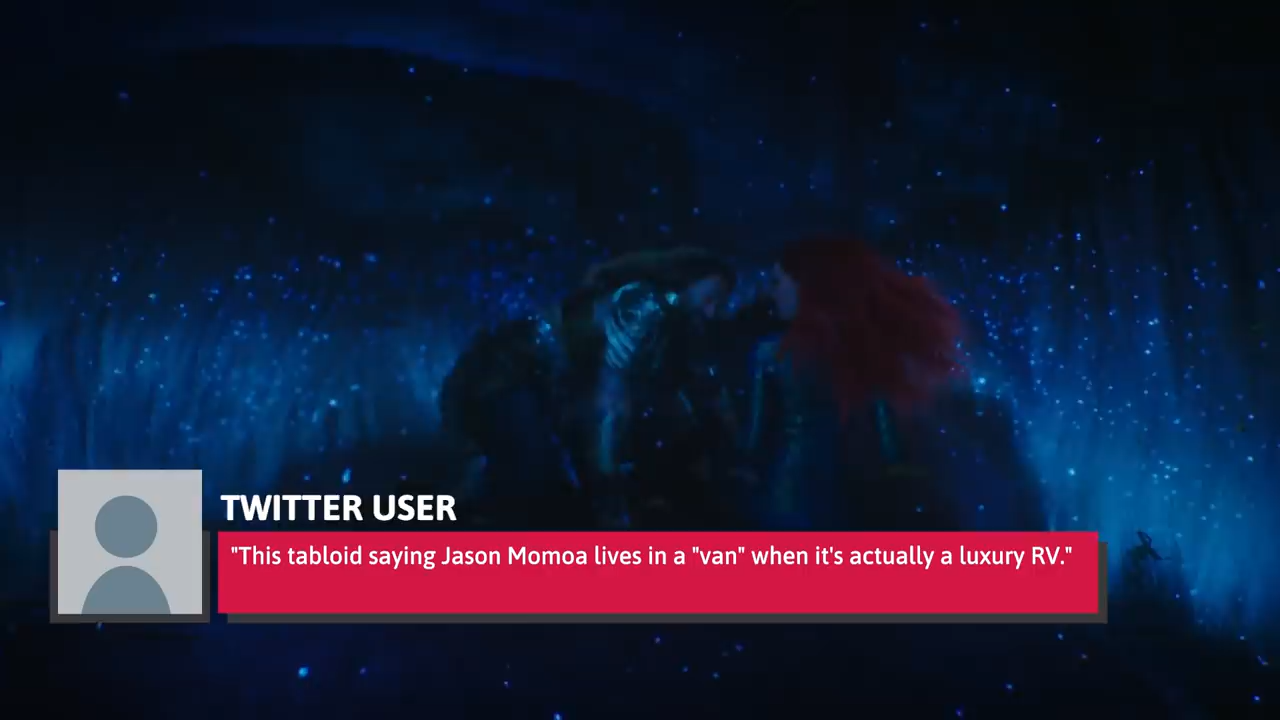 TWITTER USER
"This tabloid saying Jason Momoa lives in a "van" when it's actually a luxury RV."